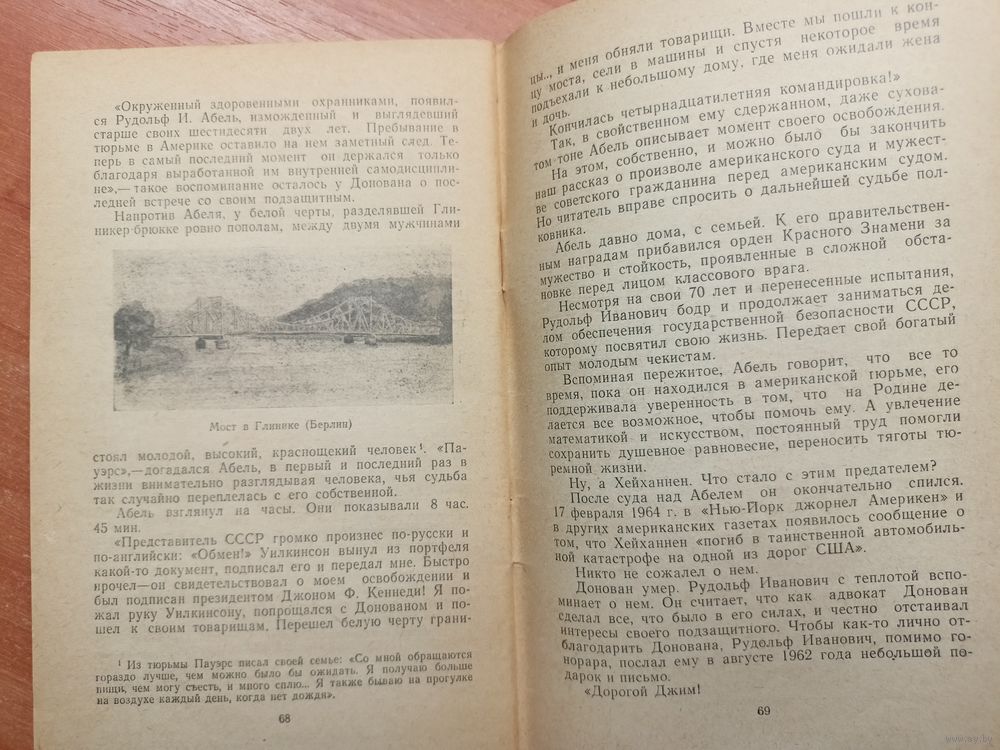 «Окруженный здоровенными охранниками, появил-
ся Рудольф И. Абель, изможденный и выглядевший
старше своих шестидесяти двух лет. Пребывание в
тюрьме в Америке оставило на нем заметный след. Те-
перь в самый последний момент он держался только
благодаря выработанной им внутренней самодисципли-
не»,— такое воспоминание осталось у Донована о по-
следней встрече со своим подзащитным.
Напротив Абеля, у белой черты, разделявшей Гли-
никер-брюкке ровно пополам, между двумя мужчинами
Мост в Глинике (Берлин)
стоял молодой, высокий, краснощекий человек¹. «Па-
уэрс»,—догадался Абель, в первый и последний раз в
жизни внимательно разглядывая человека, чья судьба
так случайно переплелась с его собственной.
Абель взглянул на часы. Они показывали 8 час.
45 мин.
«Представитель СССР громко произнес по-русски и
по-английски: «Обмен!» Уилкинсон вынул из портфеля
какой-то документ, подписал его и передал мне. Быстро
прочел—он свидетельствовал о моем освобождении и
был подписан президентом Джоном Ф. Кеннеди! Я по-
жал руку Уилкинсону, попрощался с Донованом и по-
шел к своим товарищам. Перешел белую черту грани-
¹ Из тюрьмы Пауэрс писал своей семье: «Со мной обращаются
гораздо лучше, чем можно было бы ожидать. Я получаю больше
пищи, чем могу съесть, и много сплю... Я также бываю на прогулке
на воздухе каждый день, когда нет дождя».
68
цы.., и меня обняли товарищи. Вместе мы пошли к кон-
цу моста, сели в машины и спустя некоторое время
подъехали к небольшому дому, где меня ожидали жена
и дочь.
Кончилась четырнадцатилетняя командировка!»
Так, в свойственном ему сдержанном, даже сухова-
том тоне Абель описывает момент своего освобождения.
На этом, собственно, и можно было бы закончить
наш рассказ о произволе американского суда и мужест-
ве советского гражданина перед американским судом.
Но читатель вправе спросить о дальнейшей судьбе пол-
ковника.
Абель давно дома, с семьей. К его правительствен-
ным наградам прибавился орден Красного Знамени за
мужество и стойкость, проявленные в сложной обста-
новке перед лицом классового врага.
Несмотря на свои 70 лет и перенесенные испытания,
Рудольф Иванович бодр и продолжает заниматься де-
лом обеспечения государственной безопасности СССР,
которому посвятил свою жизнь. Передает свой богатый
опыт молодым чекистам.
Вспоминая пережитое, Абель говорит, что все то
время, пока он находился в американской тюрьме, его
поддерживала уверенность в том, что на Родине де-
лается все возможное, чтобы помочь ему. А увлечение
математикой и искусством, постоянный труд помогли
сохранить душевное равновесие, переносить тяготы тю-
ремной жизни.
Ну, а Хейханнен. Что стало с этим предателем?
После суда над Абелем он окончательно спился.
17 февраля 1964 г. в «Нью-Йорк джорнел Америкен» и
в других американских газетах появилось сообщение о
том, что Хейханнен «погиб в таинственной автомобиль-
ной катастрофе на одной из дорог США».
Никто не сожалел о нем.
Донован умер. Рудольф Иванович с теплотой вспо-
минает о нем. Он считает, что как адвокат Донован
сделал все, что было в его силах, и честно отстаивал
интересы своего подзащитного. Чтобы как-то лично от-
благодарить Донована, Рудольф Иванович, помимо го-
норара, послал ему в августе 1962 года небольшой по-
дарок и письмо.
«Дорогой Джим!
69
www.ay.by